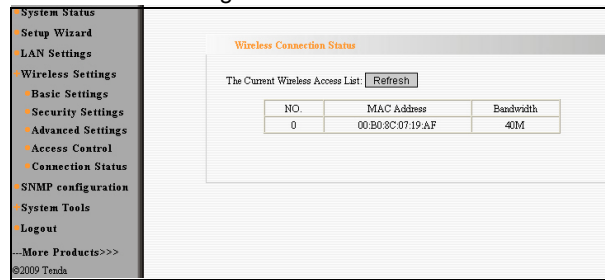 System Status
Setup Wizard
LAN Settings
Wireless Settings
Basic Settings
Security Settings
Advanced Settings
Access Control
Connection Status
SNMP configuration
System Tools
Logout
---More Products>>>
©2009 Tenda
Wireless Connection Status
The Current Wireless Access List: Refresh
NO. MAC Address Bandwidth
0 00:B0:8C:07:19:AF 40M